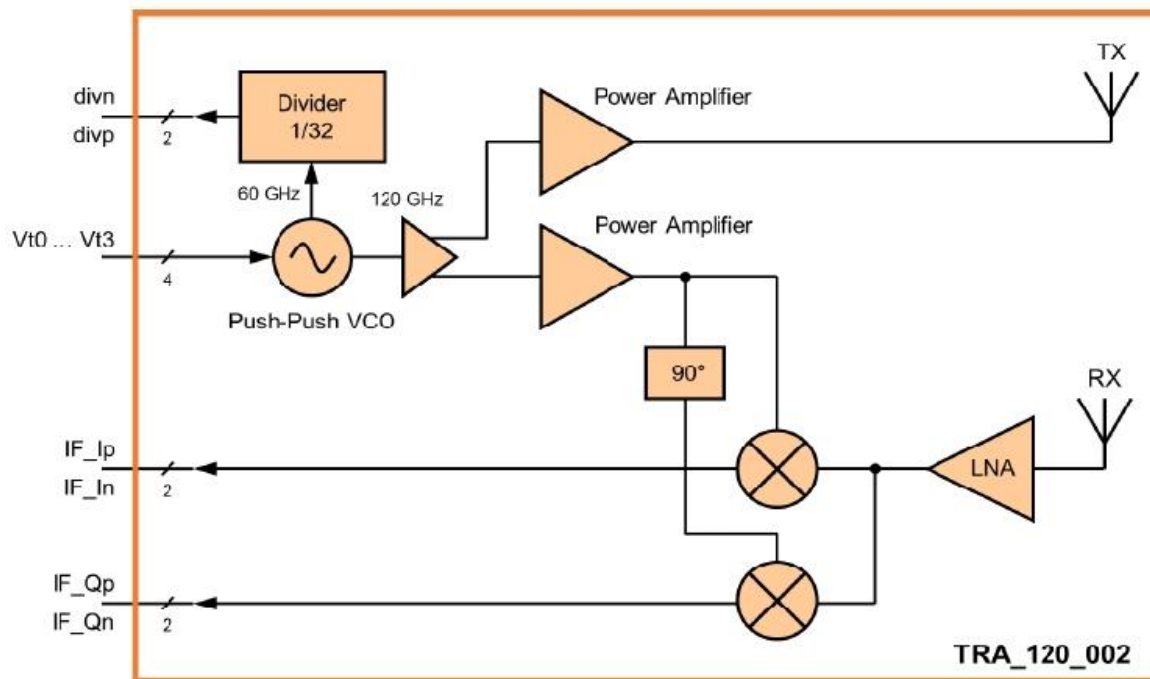 TX
divn
divp
2
Divider
1/32
Power Amplifier
60 GHz
120 GHz
Vt0 ... Vt3
4
Push-Push VCO
Power Amplifier
90°
RX
IF_Ip
IF_In
2
LNA
IF_Qp
IF_Qn
2
TRA_120_002